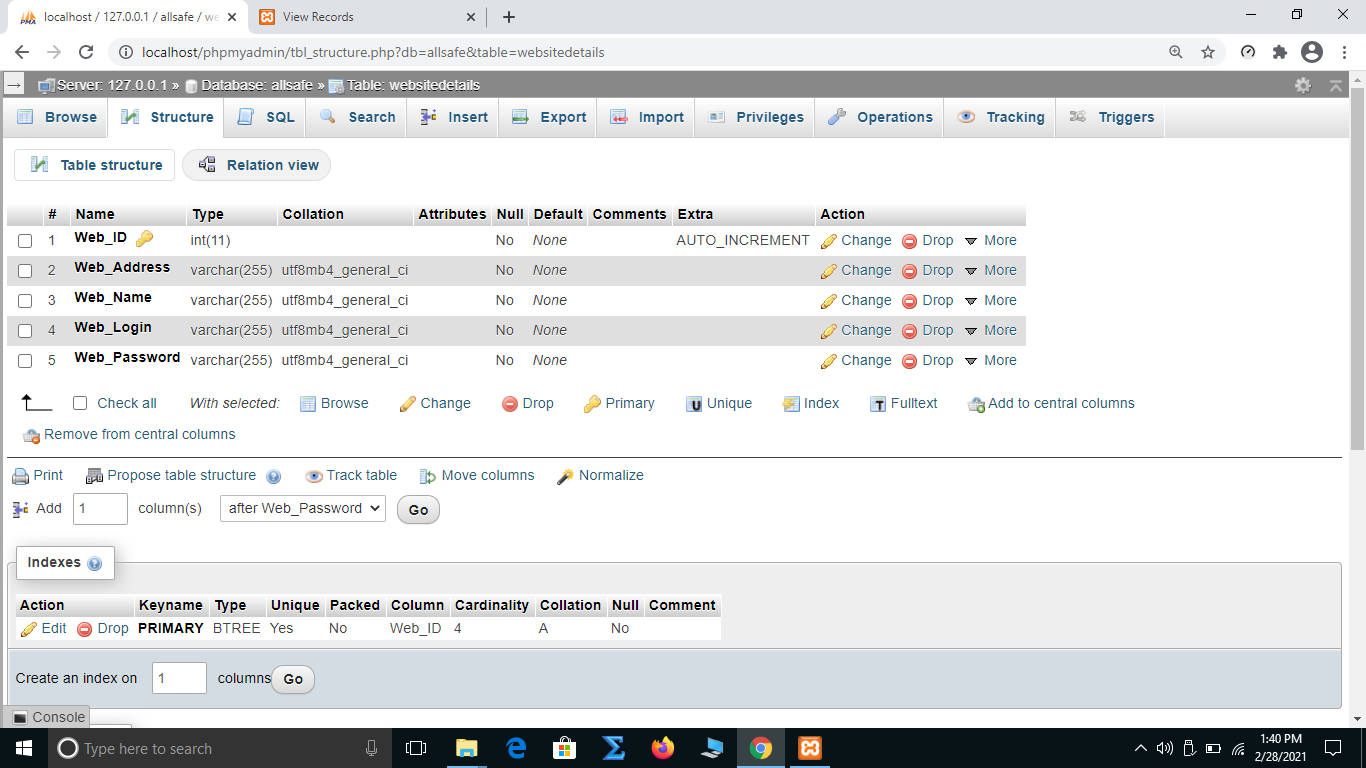 localhost / 127.0.0.1 / allsafe / we
View Records
localhost/phpmyadmin/tbl_structure.php?db=allsafe&table=websitedetails
Server: 127.0.0.1 » Database: allsafe » Table: websitedetails
Browse Structure SQL Search Insert Export Import Privileges Operations Tracking Triggers
Table structure Relation view
# Name Type Collation Attributes Null Default Comments Extra Action
1 Web_ID int(11) No None AUTO_INCREMENT Change Drop More
2 Web_Address varchar(255) utf8mb4_general_ci No None Change Drop More
3 Web_Name varchar(255) utf8mb4_general_ci No None Change Drop More
4 Web_Login varchar(255) utf8mb4_general_ci No None Change Drop More
5 Web_Password varchar(255) utf8mb4_general_ci No None Change Drop More
Check all With selected: Browse Change Drop Primary Unique Index Fulltext Add to central columns
Remove from central columns
Print Propose table structure Track table Move columns Normalize
Add 1 column(s) after Web_Password Go
Indexes
Action Keyname Type Unique Packed Column Cardinality Collation Null Comment
Edit Drop PRIMARY BTREE Yes No Web_ID 4 A No
Create an index on 1 columns Go
Console
Type here to search
1:40 PM
2/28/2021